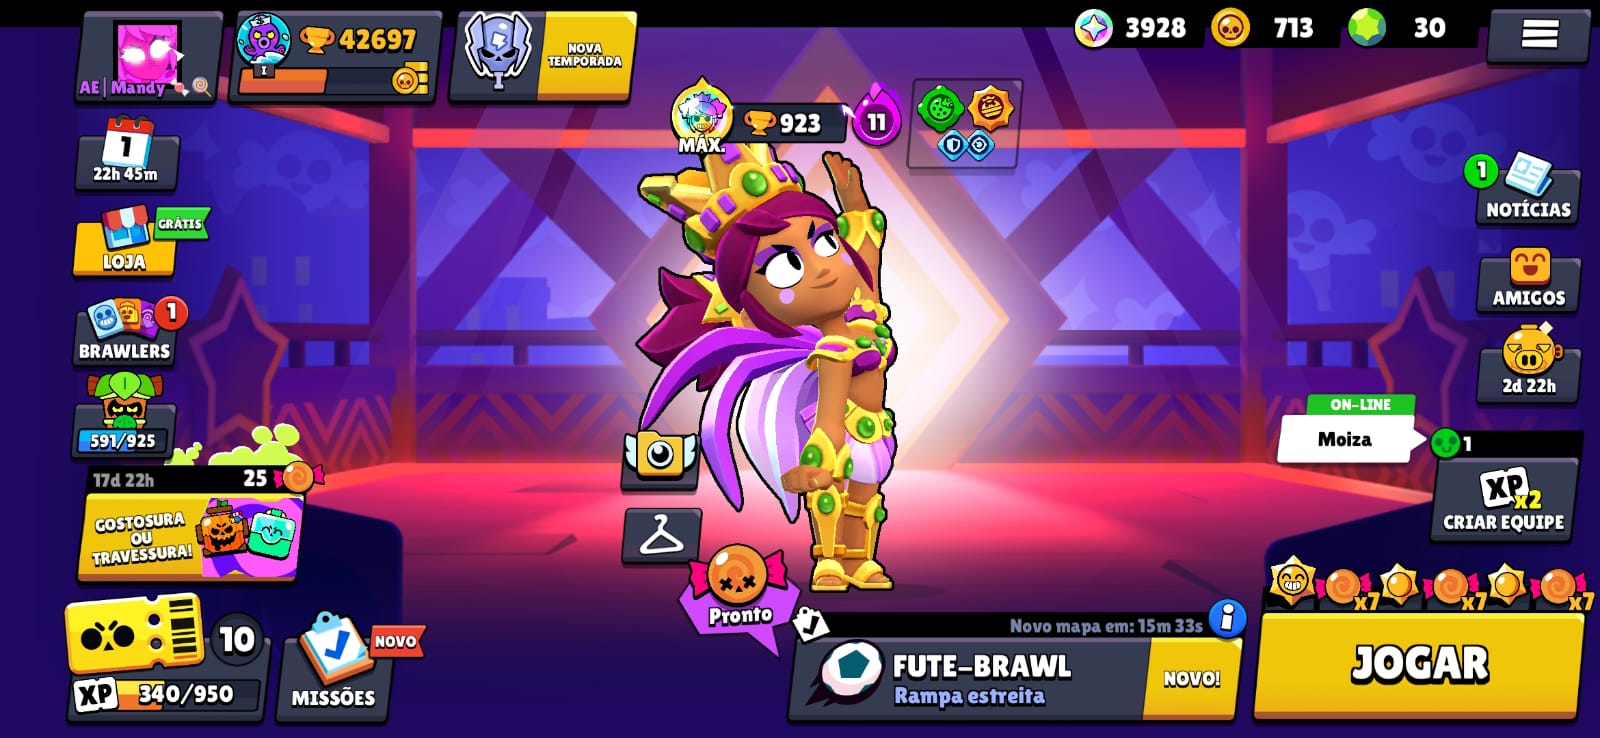 AE | Mandy
42697
I
NOVA
TEMPORADA
3928
713
30
MÁX.
923
11
1
22h 45m
GRÁTIS
LOJA
1
BRAWLERS
591/925
17d 22h
25
GOSTOSURA
OU
TRAVESSURA!
10
XP
340/950
NOVO
MISSÕES
Pronto
Novo mapa em: 15m 33s
i
FUTE-BRAWL
Rampa estreita
NOVO!
1
NOTÍCIAS
AMIGOS
2d 22h
ON-LINE
Moiza
1
XP
x2
CRIAR EQUIPE
x7
x7
x7
JOGAR